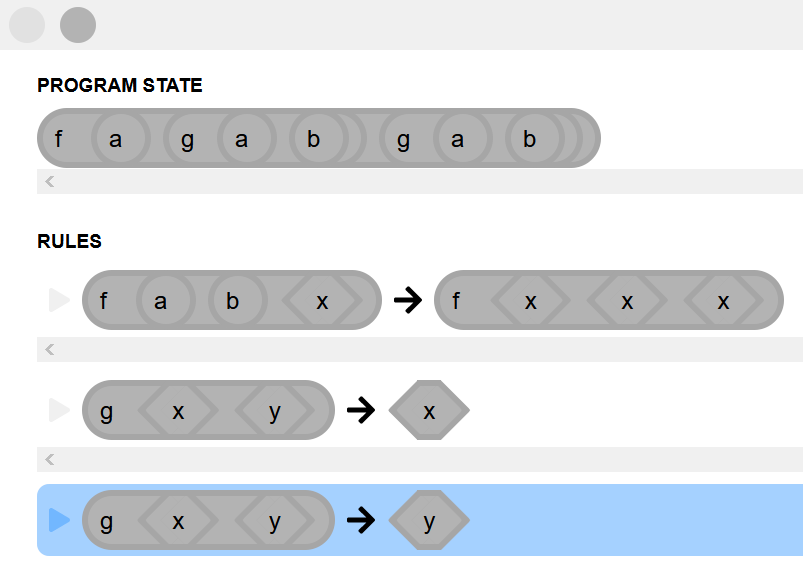 PROGRAM STATE
f a g a b g a b
RULES
f a b x → f x x x
g x y → x
g x y → y